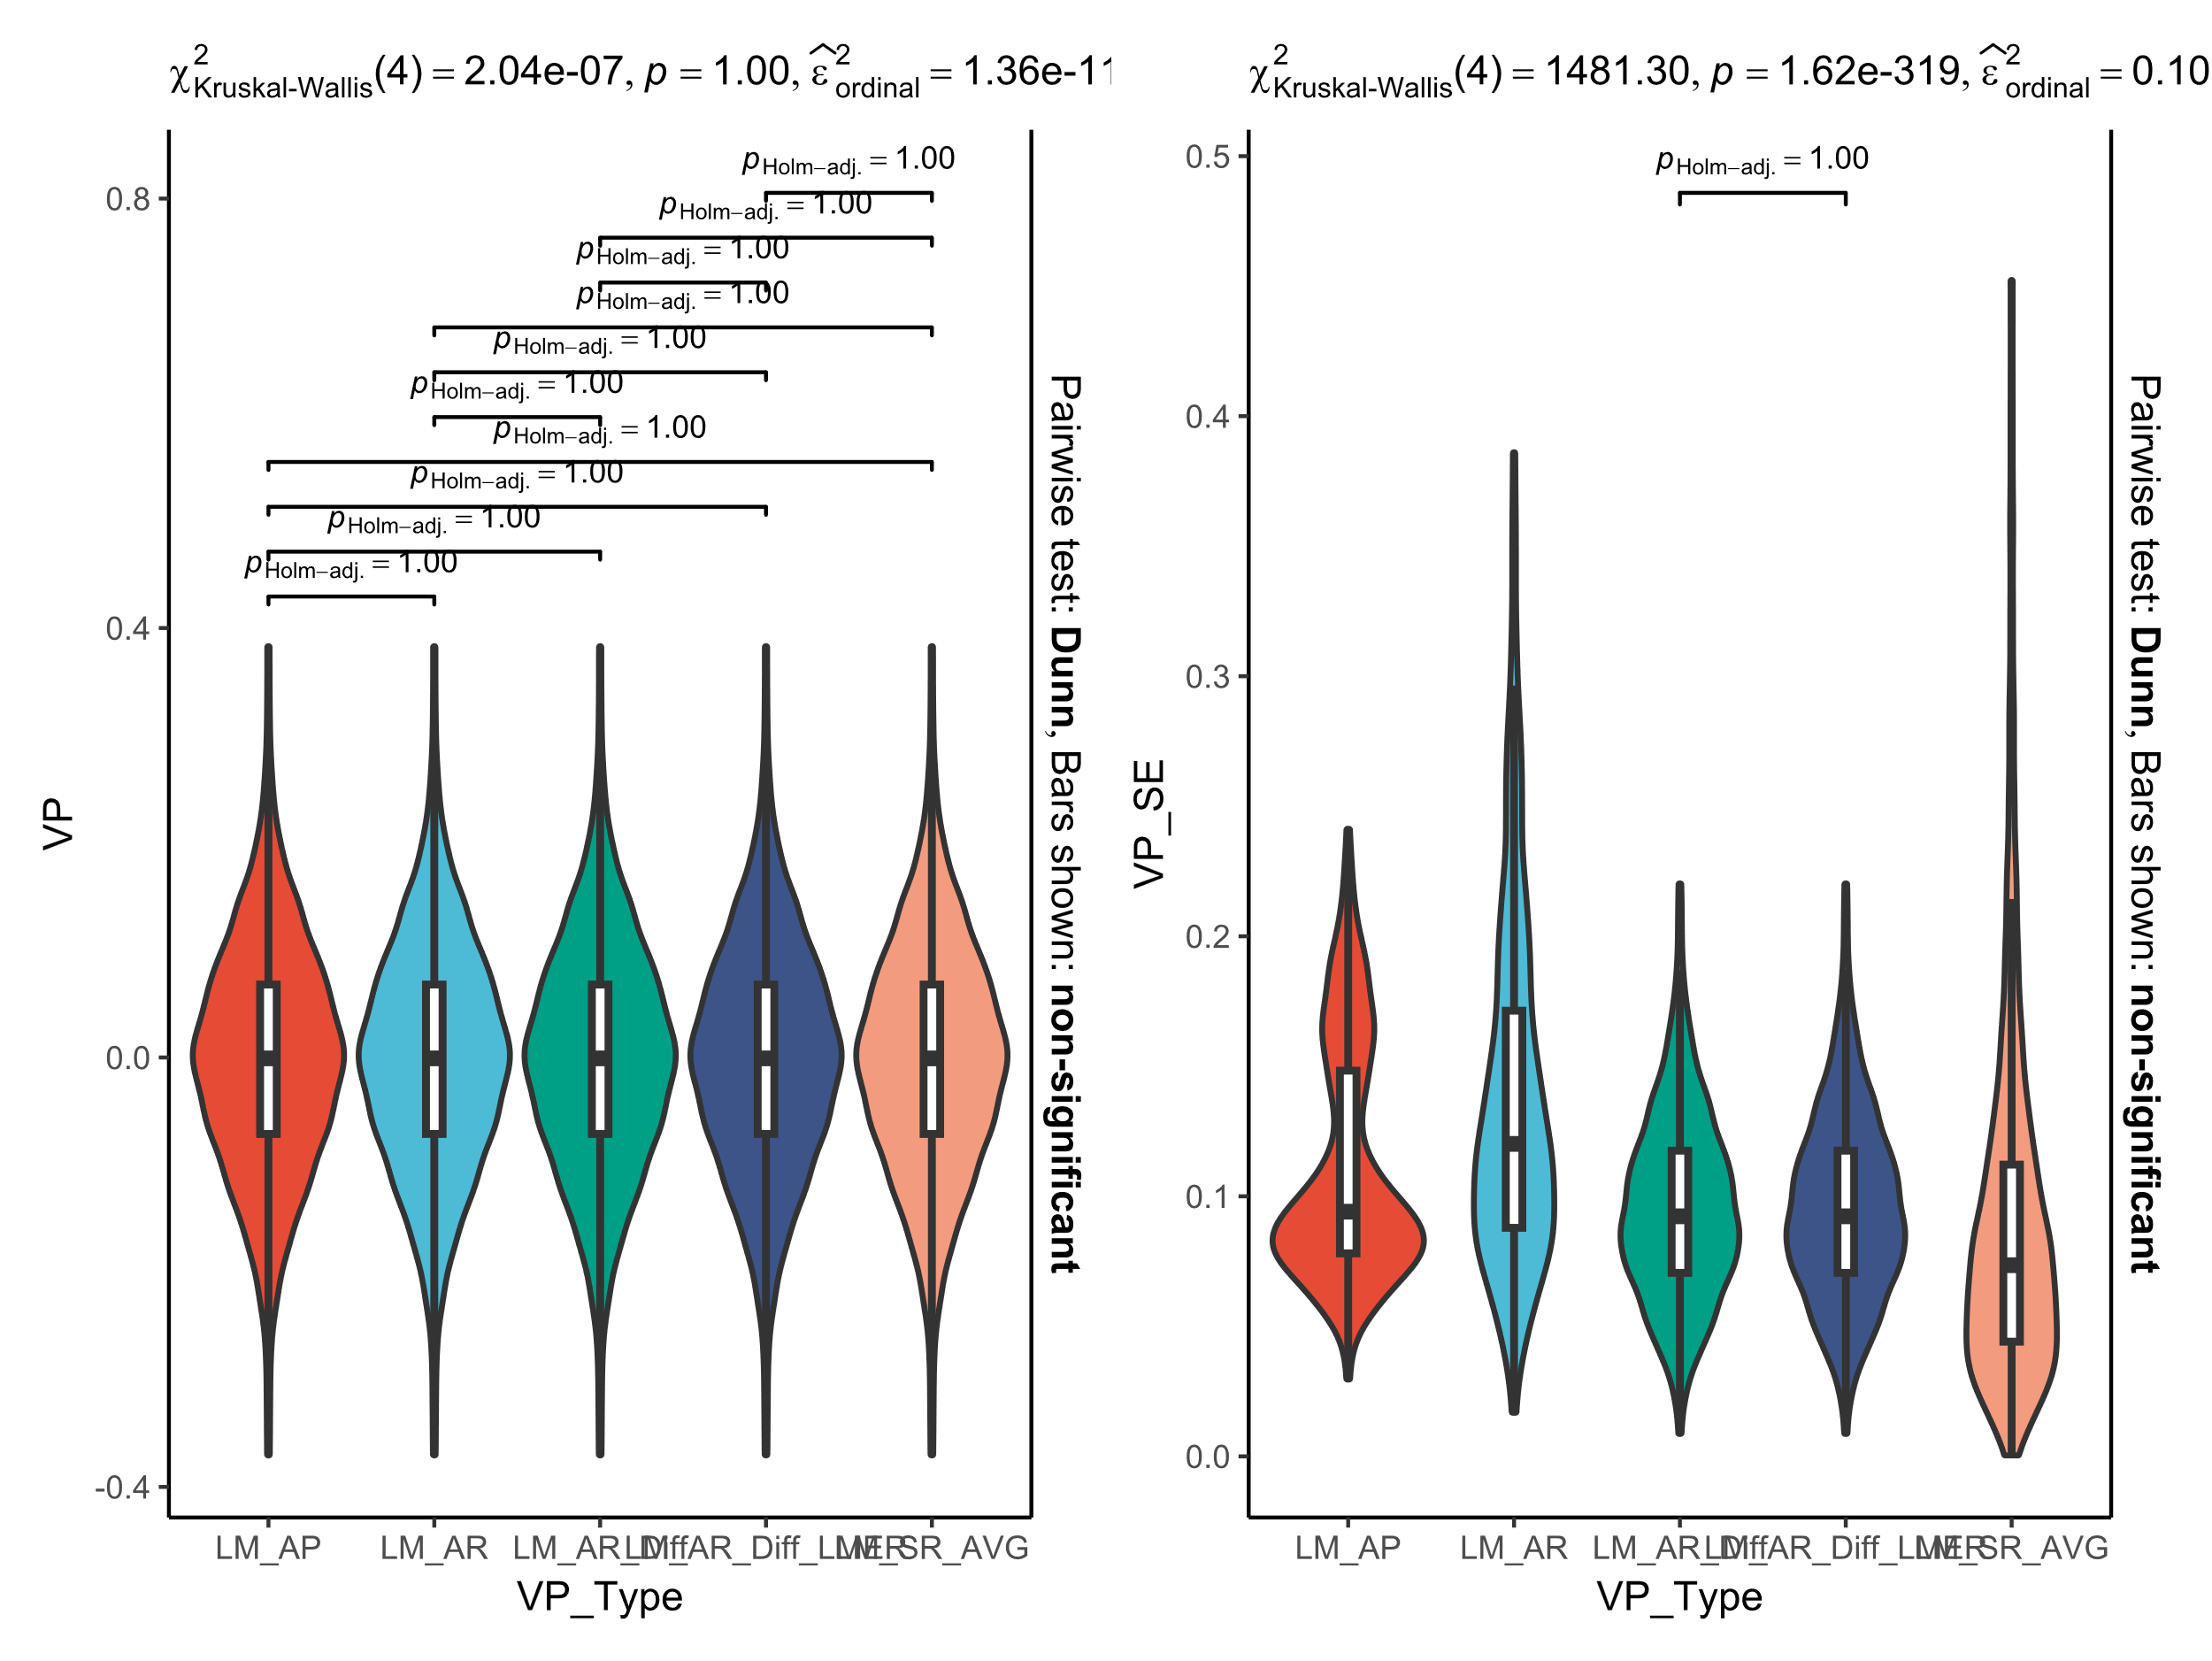 χ²Kruskal-Wallis(4) = 2.04e-07, p = 1.00, ε̂²ordinal = 1.36e-11
pHolm−adj. = 1.00
pHolm−adj. = 1.00
pHolm−adj. = 1.00
pHolm−adj. = 1.00
pHolm−adj. = 1.00
pHolm−adj. = 1.00
pHolm−adj. = 1.00
pHolm−adj. = 1.00
pHolm−adj. = 1.00
pHolm−adj. = 1.00
0.8
0.4
0.0
-0.4
VP
LM_AP LM_AR LM_AR_Diff LM_AR_Diff_LMER LM_SR_AVG
VP_Type
Pairwise test: Dunn, Bars shown: non-significant
χ²Kruskal-Wallis(4) = 1481.30, p = 1.62e-319, ε̂²ordinal = 0.10
pHolm−adj. = 1.00
0.5
0.4
0.3
0.2
0.1
0.0
VP_SE
LM_AP LM_AR
VP_Type
Pairwise test: Dunn, Bars shown: non-significant